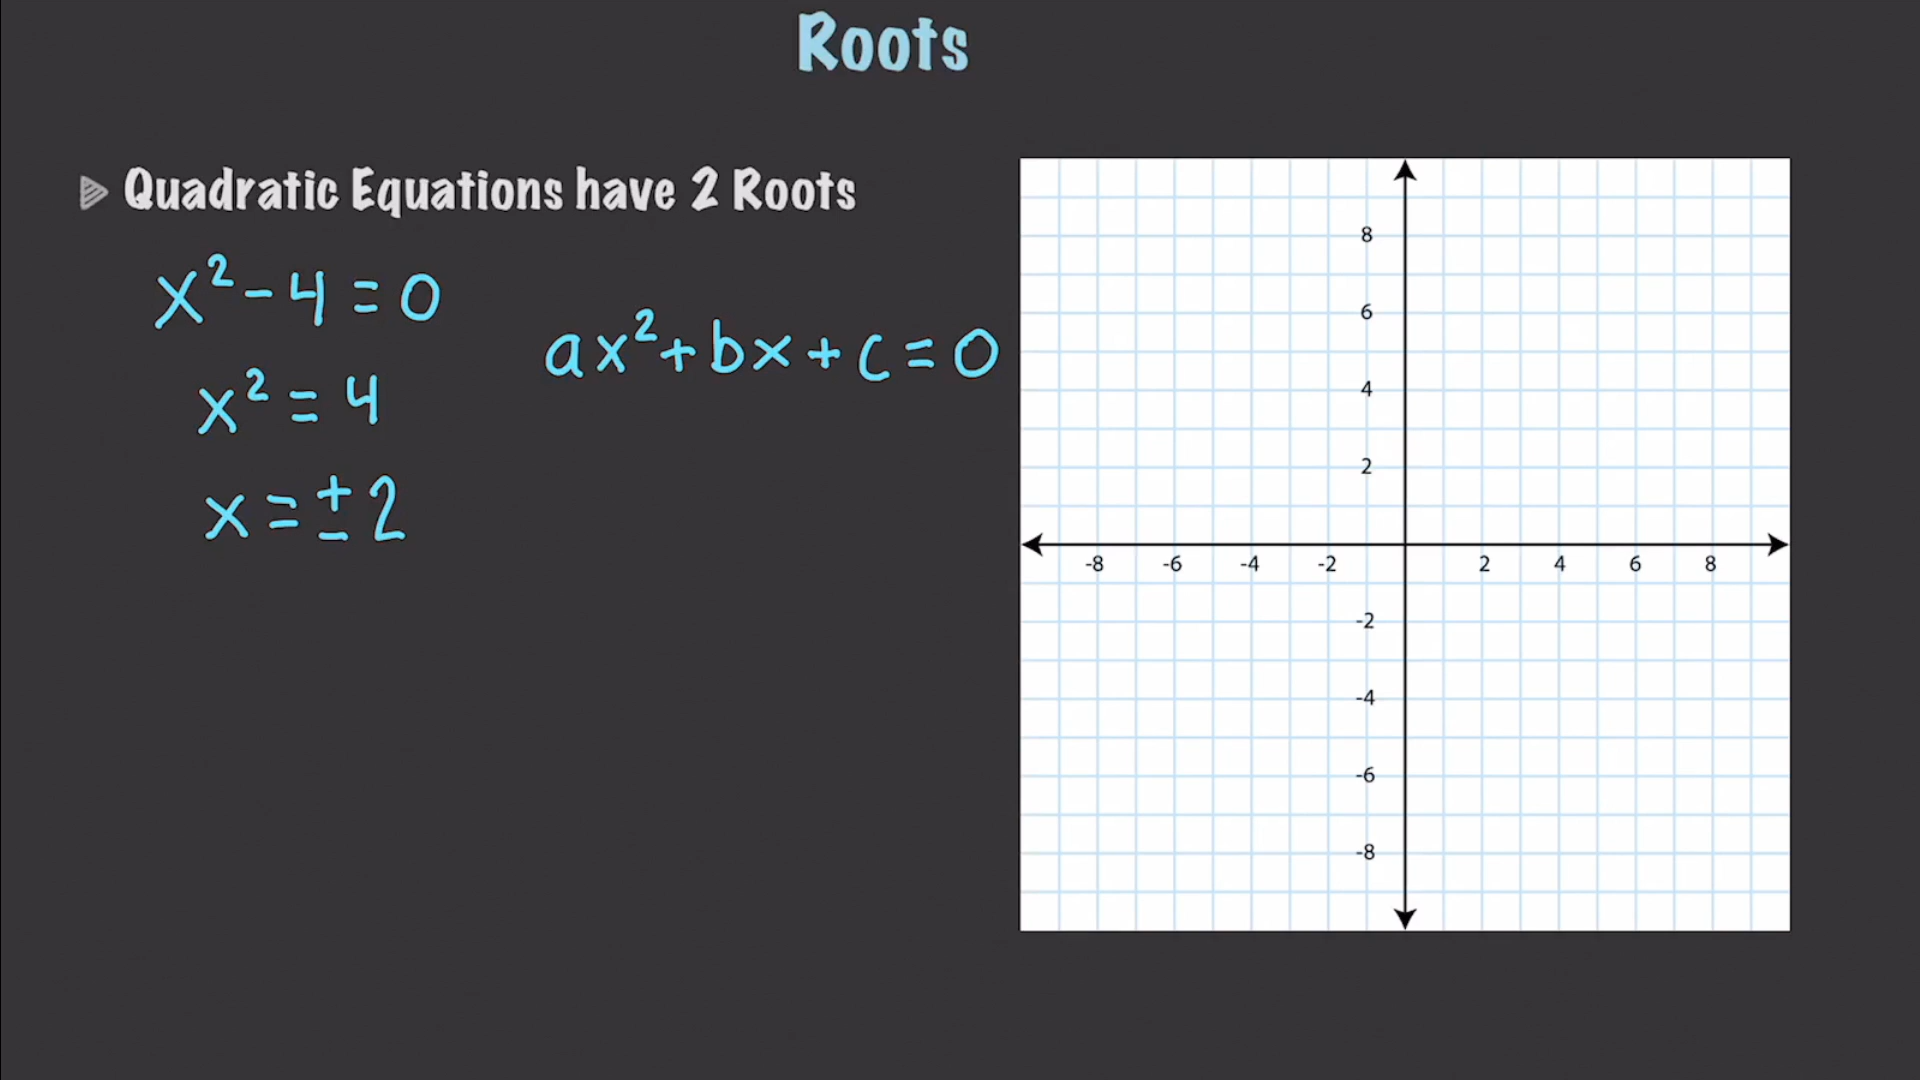 Roots
Quadratic Equations have 2 Roots
x² - 4 = 0
ax² + bx + c = 0
x² = 4
x = ± 2
8
6
4
2
-8 -6 -4 -2 2 4 6 8
-2
-4
-6
-8